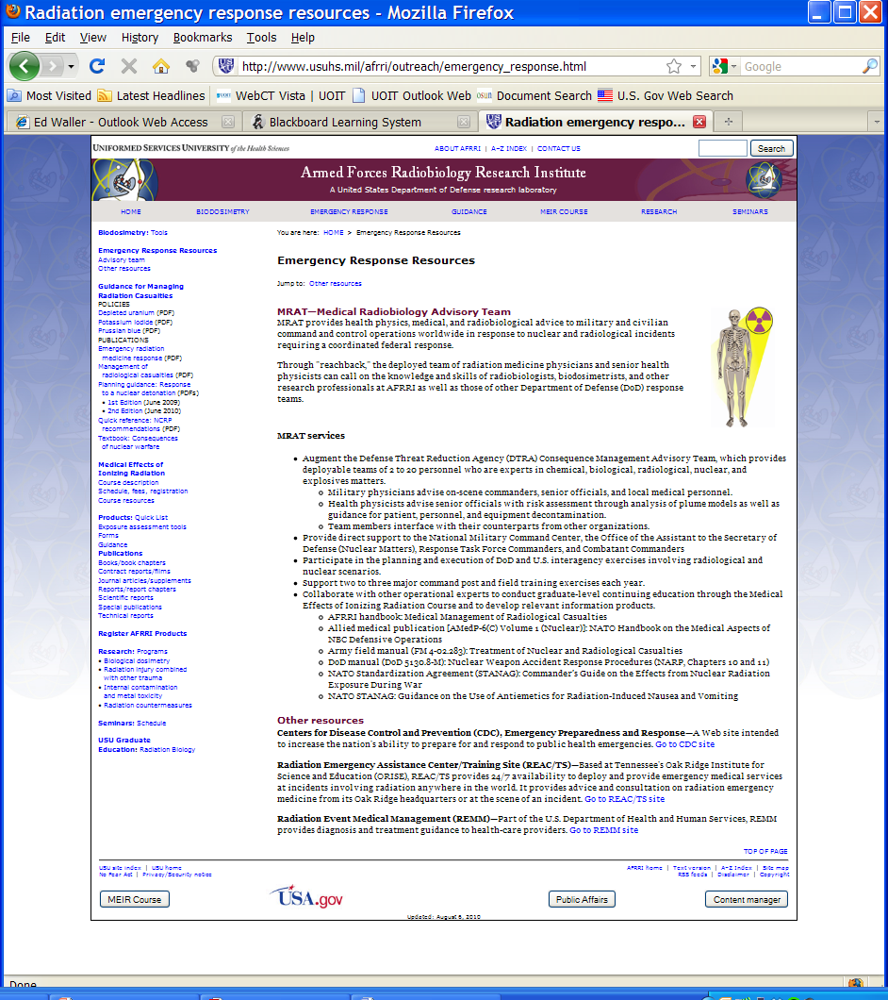 Radiation emergency response resources - Mozilla Firefox
File Edit View History Bookmarks Tools Help
http://www.usuhs.mil/afrri/outreach/emergency_response.html
Google
Most Visited Latest Headlines WebCT Vista | UOIT UOIT Outlook Web Document Search U.S. Gov Web Search
Ed Waller - Outlook Web Access
Blackboard Learning System
Radiation emergency respo...
UNIFORMED SERVICES UNIVERSITY of the Health Sciences
ABOUT AFRRI | A–Z INDEX | CONTACT US
Search
Armed Forces Radiobiology Research Institute
A United States Department of Defense research laboratory
HOME BIODOSIMETRY EMERGENCY RESPONSE GUIDANCE MEIR COURSE RESEARCH SEMINARS
Biodosimetry: Tools
Emergency Response Resources
Advisory team
Other resources
Guidance for Managing
Radiation Casualties
POLICIES
Depleted uranium (PDF)
Potassium iodide (PDF)
Prussian blue (PDF)
PUBLICATIONS
Emergency radiation
medicine response (PDF)
Management of
radiological casualties (PDF)
Planning guidance: Response
to a nuclear detonation (PDFs)
• 1st Edition (June 2009)
• 2nd Edition (June 2010)
Quick reference: NCRP
recommendations (PDF)
Textbook: Consequences
of nuclear warfare
Medical Effects of
Ionizing Radiation
Course description
Schedule, fees, registration
Course resources
Products: Quick List
Exposure assessment tools
Forms
Guidance
Publications
Books/book chapters
Contract reports/films
Journal articles/supplements
Reports/report chapters
Scientific reports
Special publications
Technical reports
Register AFRRI Products
Research: Programs
• Biological dosimetry
• Radiation injury combined
with other trauma
• Internal contamination
and metal toxicity
• Radiation countermeasures
Seminars: Schedule
USU Graduate
Education: Radiation Biology
You are here: HOME > Emergency Response Resources
Emergency Response Resources
Jump to: Other resources
MRAT—Medical Radiobiology Advisory Team
MRAT provides health physics, medical, and radiobiological advice to military and civilian
command and control operations worldwide in response to nuclear and radiological incidents
requiring a coordinated federal response.
Through "reachback," the deployed team of radiation medicine physicians and senior health
physicists can call on the knowledge and skills of radiobiologists, biodosimetrists, and other
research professionals at AFRRI as well as those of other Department of Defense (DoD) response
teams.
MRAT services
• Augment the Defense Threat Reduction Agency (DTRA) Consequence Management Advisory Team, which provides
deployable teams of 2 to 20 personnel who are experts in chemical, biological, radiological, nuclear, and
explosives matters.
o Military physicians advise on-scene commanders, senior officials, and local medical personnel.
o Health physicists advise senior officials with risk assessment through analysis of plume models as well as
guidance for patient, personnel, and equipment decontamination.
o Team members interface with their counterparts from other organizations.
• Provide direct support to the National Military Command Center, the Office of the Assistant to the Secretary of
Defense (Nuclear Matters), Response Task Force Commanders, and Combatant Commanders
• Participate in the planning and execution of DoD and U.S. interagency exercises involving radiological and
nuclear scenarios.
• Support two to three major command post and field training exercises each year.
• Collaborate with other operational experts to conduct graduate-level continuing education through the Medical
Effects of Ionizing Radiation Course and to develop relevant information products.
o AFRRI handbook: Medical Management of Radiological Casualties
o Allied medical publication [AMedP-6(C) Volume 1 (Nuclear)]: NATO Handbook on the Medical Aspects of
NBC Defensive Operations
o Army field manual (FM 4-02.283): Treatment of Nuclear and Radiological Casualties
o DoD manual (DoD 5130.8-M): Nuclear Weapon Accident Response Procedures (NARP, Chapters 10 and 11)
o NATO Standardization Agreement (STANAG): Commander's Guide on the Effects from Nuclear Radiation
Exposure During War
o NATO STANAG: Guidance on the Use of Antiemetics for Radiation-Induced Nausea and Vomiting
Other resources
Centers for Disease Control and Prevention (CDC), Emergency Preparedness and Response—A Web site intended
to increase the nation's ability to prepare for and respond to public health emergencies. Go to CDC site
Radiation Emergency Assistance Center/Training Site (REAC/TS)—Based at Tennessee's Oak Ridge Institute for
Science and Education (ORISE), REAC/TS provides 24/7 availability to deploy and provide emergency medical services
at incidents involving radiation anywhere in the world. It provides advice and consultation on radiation emergency
medicine from its Oak Ridge headquarters or at the scene of an incident. Go to REAC/TS site
Radiation Event Medical Management (REMM)—Part of the U.S. Department of Health and Human Services, REMM
provides diagnosis and treatment guidance to health-care providers. Go to REMM site
TOP OF PAGE
USU site index | USU home
No Fear Act | Privacy/Security notice
AFRRI home | Text version | A–Z Index | Site map
RSS feeds | Disclaimer | Copyright
MEIR Course
USA.gov
Public Affairs
Content manager
Updated: August 6, 2010
Done